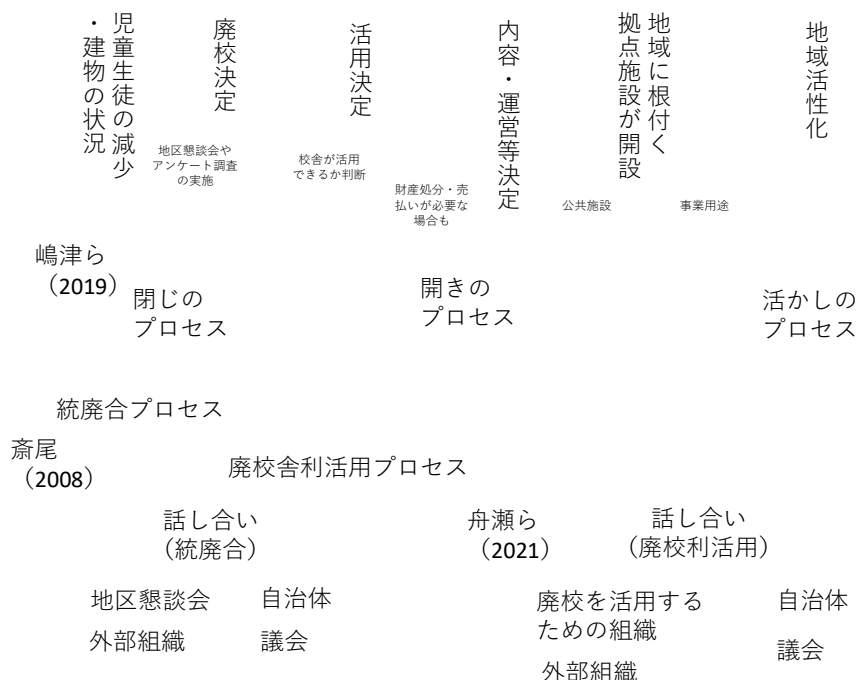 児童生徒の減少
・建物の状況
廃校決定
活用決定
内容・運営等決定
地域に根付く
拠点施設が開設
地域活性化
地区懇談会や
アンケート調査
の実施
校舎が活用
できるか判断
財産処分・売
払いが必要な
場合も
公共施設
事業用途
嶋津ら
（2019）
閉じの
プロセス
開きの
プロセス
活かしの
プロセス
統廃合プロセス
斎尾
（2008）
廃校舎利活用プロセス
話し合い
（統廃合）
舟瀬ら
（2021）
話し合い
（廃校利活用）
地区懇談会
自治体
外部組織
議会
廃校を活用する
ための組織
自治体
外部組織
議会